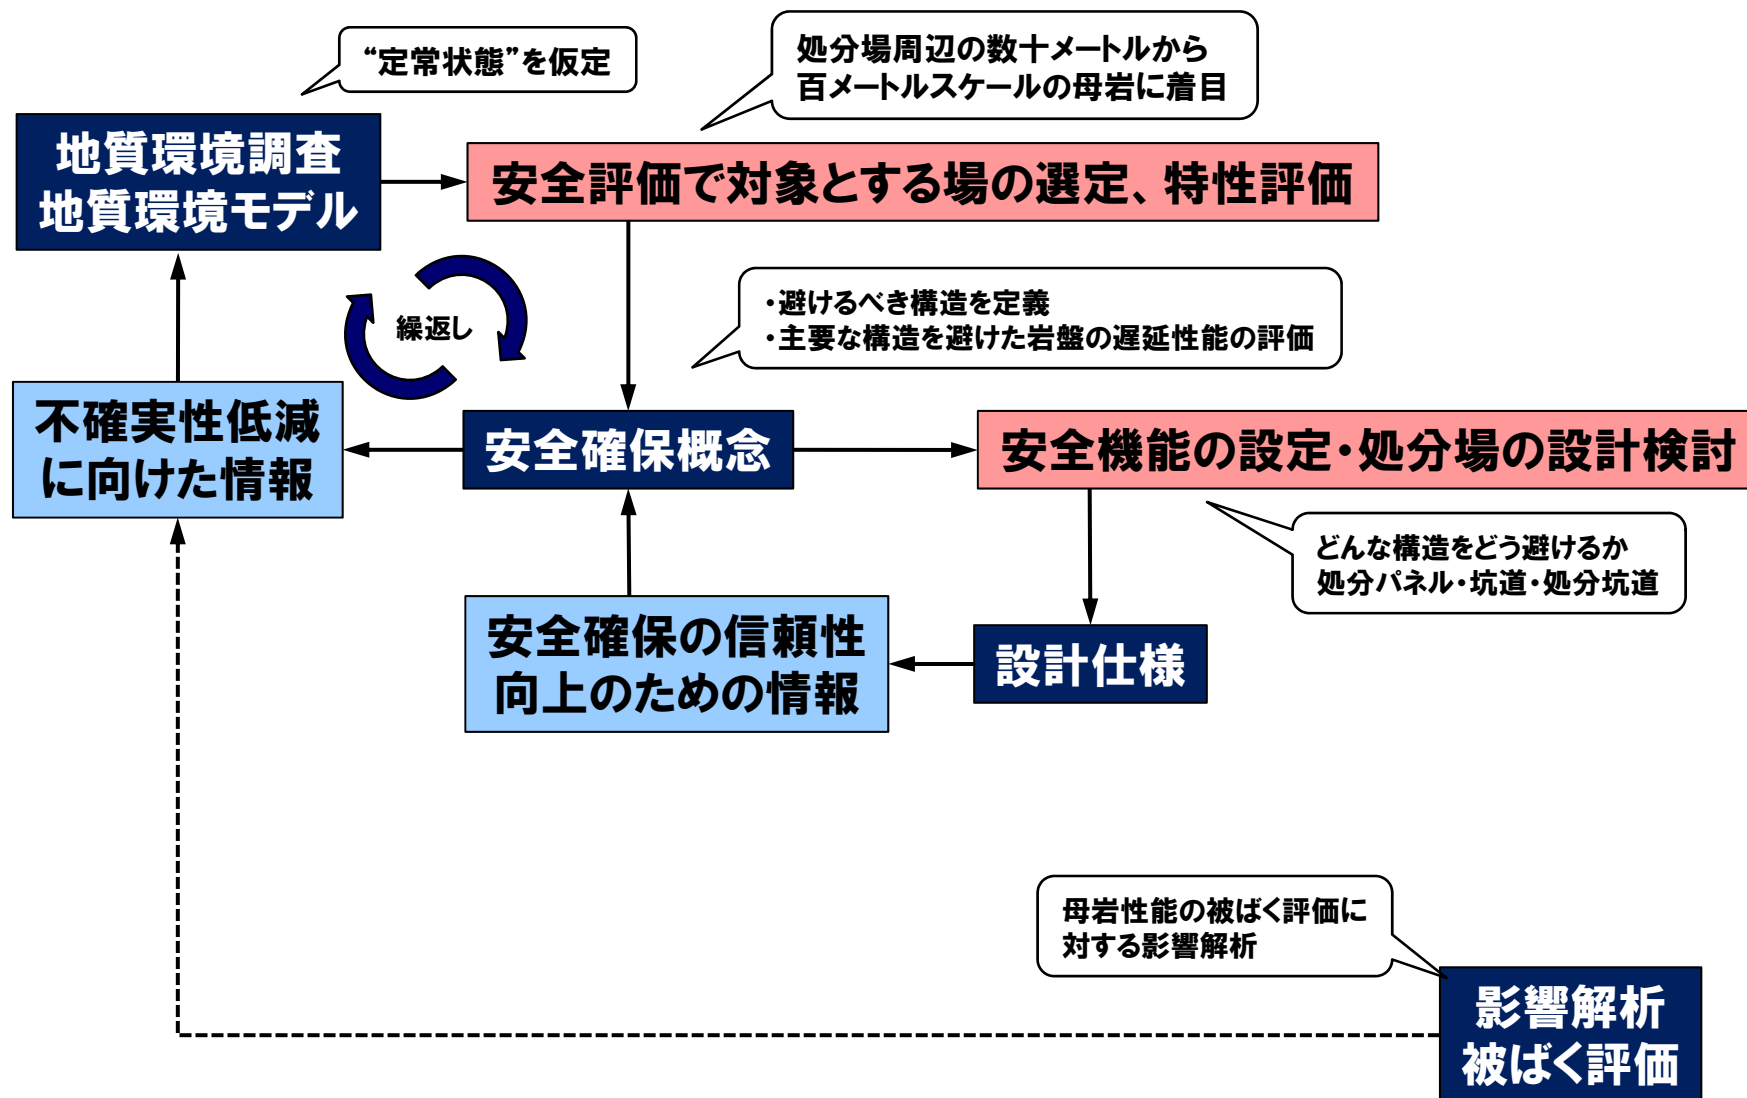 “定常状態”を仮定
処分場周辺の数十メートルから
百メートルスケールの母岩に着目
地質環境調査
地質環境モデル
安全評価で対象とする場の選定、特性評価
繰返し
・避けるべき構造を定義
・主要な構造を避けた岩盤の遅延性能の評価
不確実性低減
に向けた情報
安全確保概念
安全機能の設定・処分場の設計検討
どんな構造をどう避けるか
処分パネル・坑道・処分坑道
安全確保の信頼性
向上のための情報
設計仕様
母岩性能の被ばく評価に
対する影響解析
影響解析
被ばく評価